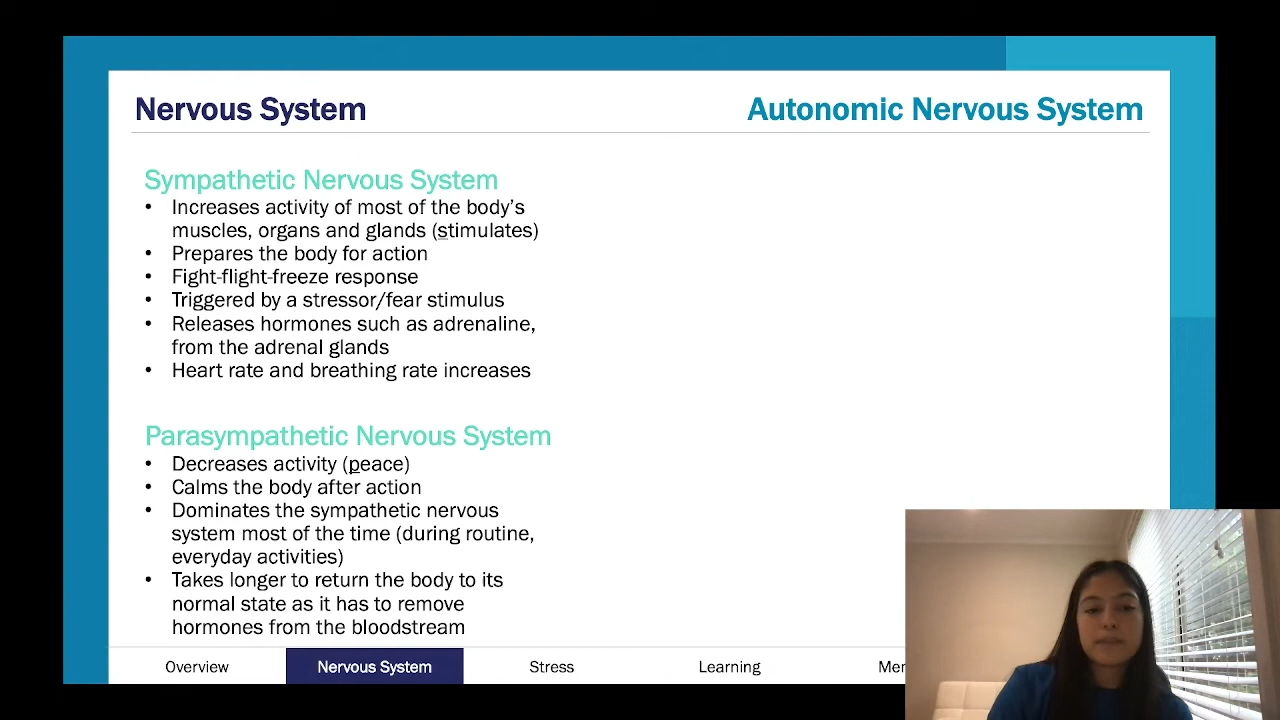 Nervous System
Autonomic Nervous System
Sympathetic Nervous System
• Increases activity of most of the body’s
muscles, organs and glands (stimulates)
• Prepares the body for action
• Fight-flight-freeze response
• Triggered by a stressor/fear stimulus
• Releases hormones such as adrenaline,
from the adrenal glands
• Heart rate and breathing rate increases
Parasympathetic Nervous System
• Decreases activity (peace)
• Calms the body after action
• Dominates the sympathetic nervous
system most of the time (during routine,
everyday activities)
• Takes longer to return the body to its
normal state as it has to remove
hormones from the bloodstream
Overview
Nervous System
Stress
Learning